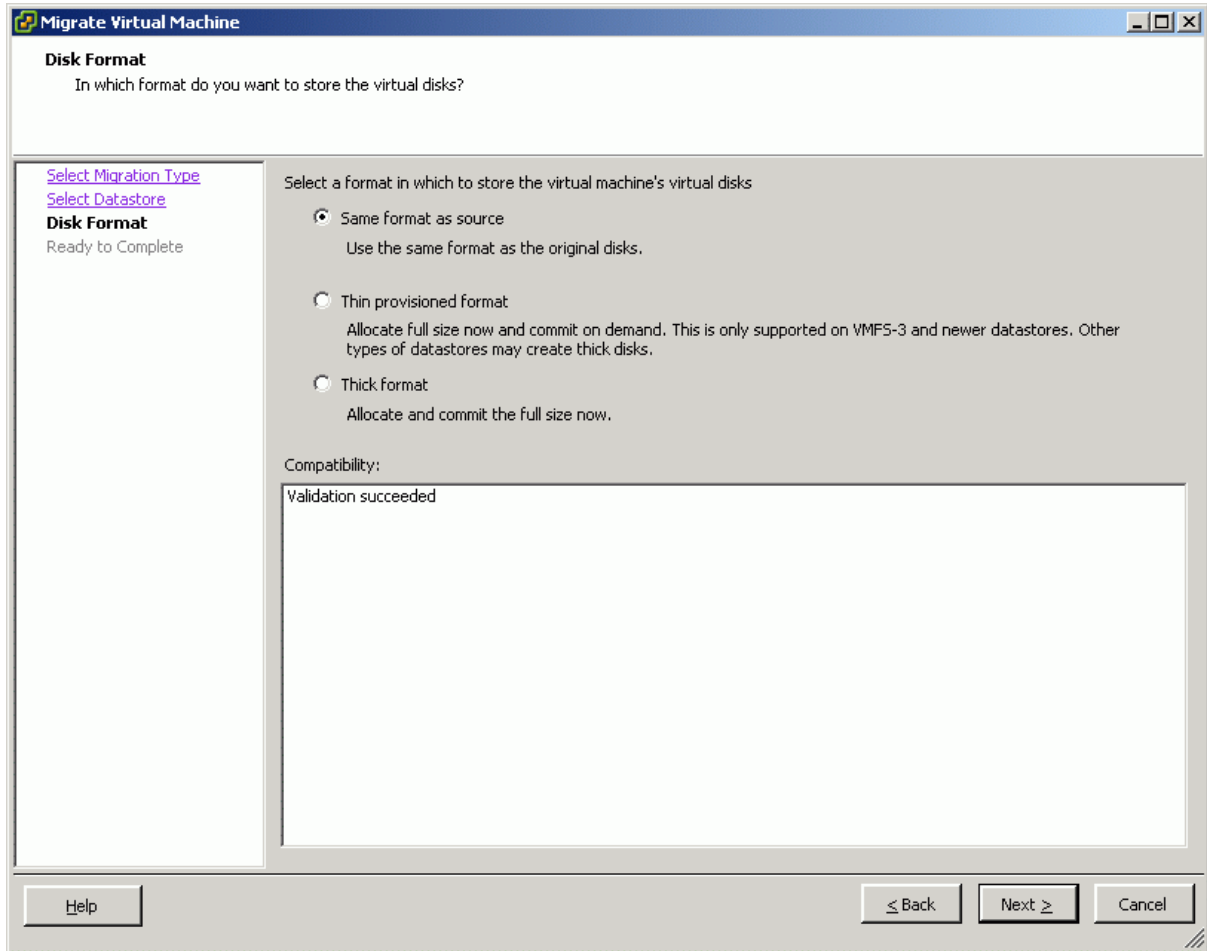 Migrate Virtual Machine
Disk Format
In which format do you want to store the virtual disks?
Select Migration Type
Select Datastore
Disk Format
Ready to Complete
Select a format in which to store the virtual machine's virtual disks
Same format as source
Use the same format as the original disks.
Thin provisioned format
Allocate full size now and commit on demand. This is only supported on VMFS-3 and newer datastores. Other
types of datastores may create thick disks.
Thick format
Allocate and commit the full size now.
Compatibility:
Validation succeeded
Help
< Back
Next >
Cancel